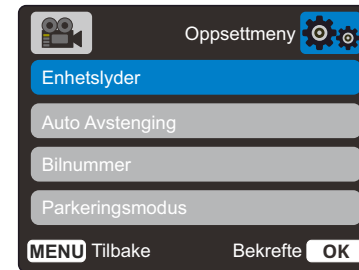 Oppsettmeny
Enhetslyder
Auto Avstenging
Bilnummer
Parkeringsmodus
MENU Tilbake Bekrefte OK